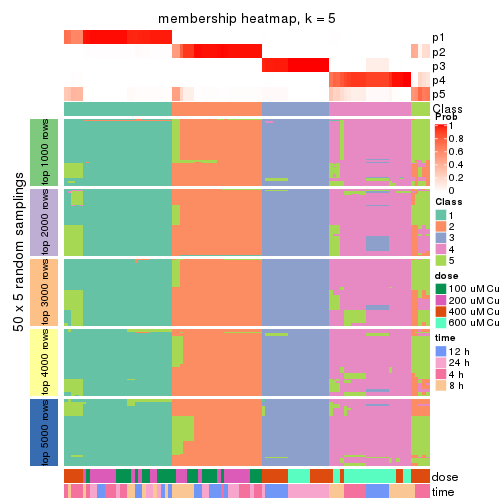 membership heatmap, k = 5
p1
p2
p3
p4
p5
Class
50 x 5 random samplings
top 1000 rows
top 2000 rows
top 3000 rows
top 4000 rows
top 5000 rows
dose
time
Prob
1
0.8
0.6
0.4
0.2
0
Class
1
2
3
4
5
dose
100 uM Cu
200 uM Cu
400 uM Cu
600 uM Cu
time
12 h
24 h
4 h
8 h